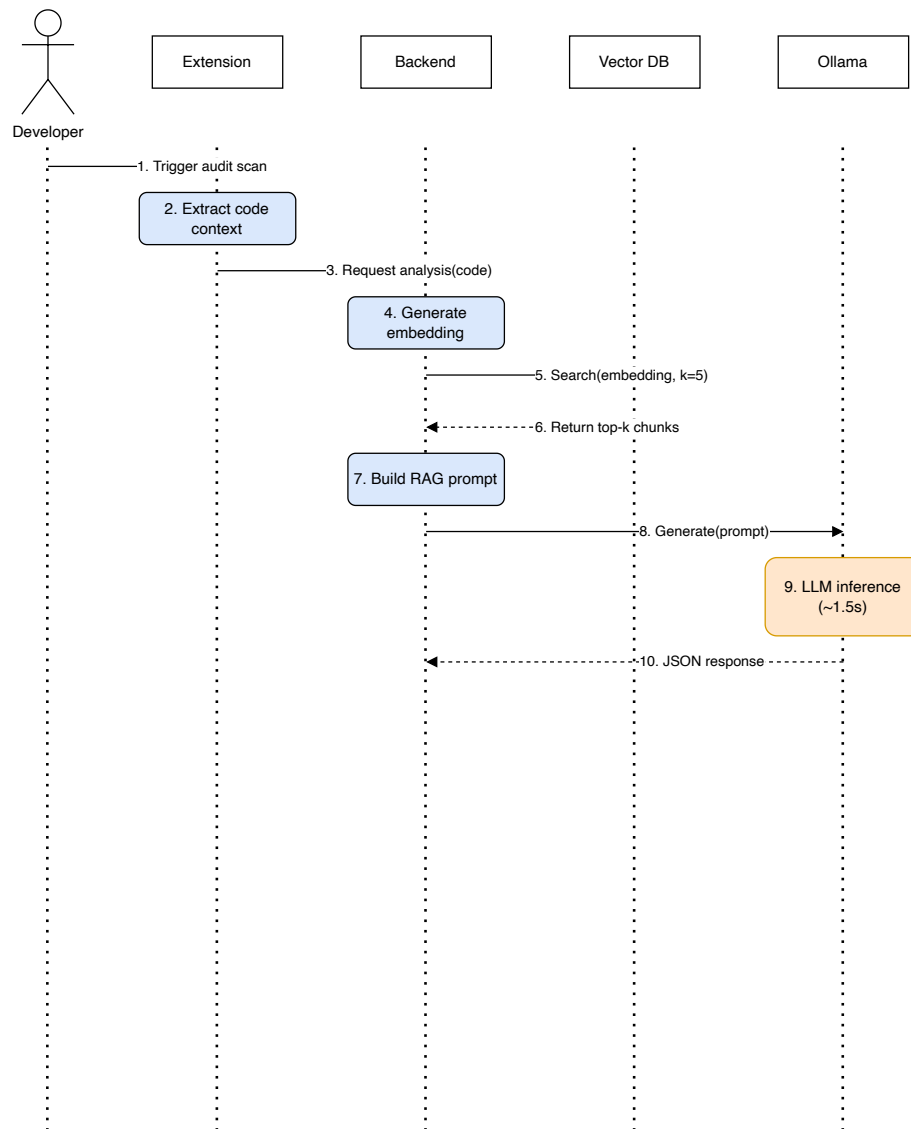 Extension
Backend
Vector DB
Ollama
Developer
1. Trigger audit scan
2. Extract code
context
3. Request analysis(code)
4. Generate
embedding
5. Search(embedding, k=5)
6. Return top-k chunks
7. Build RAG prompt
8. Generate(prompt)
9. LLM inference
(~1.5s)
10. JSON response